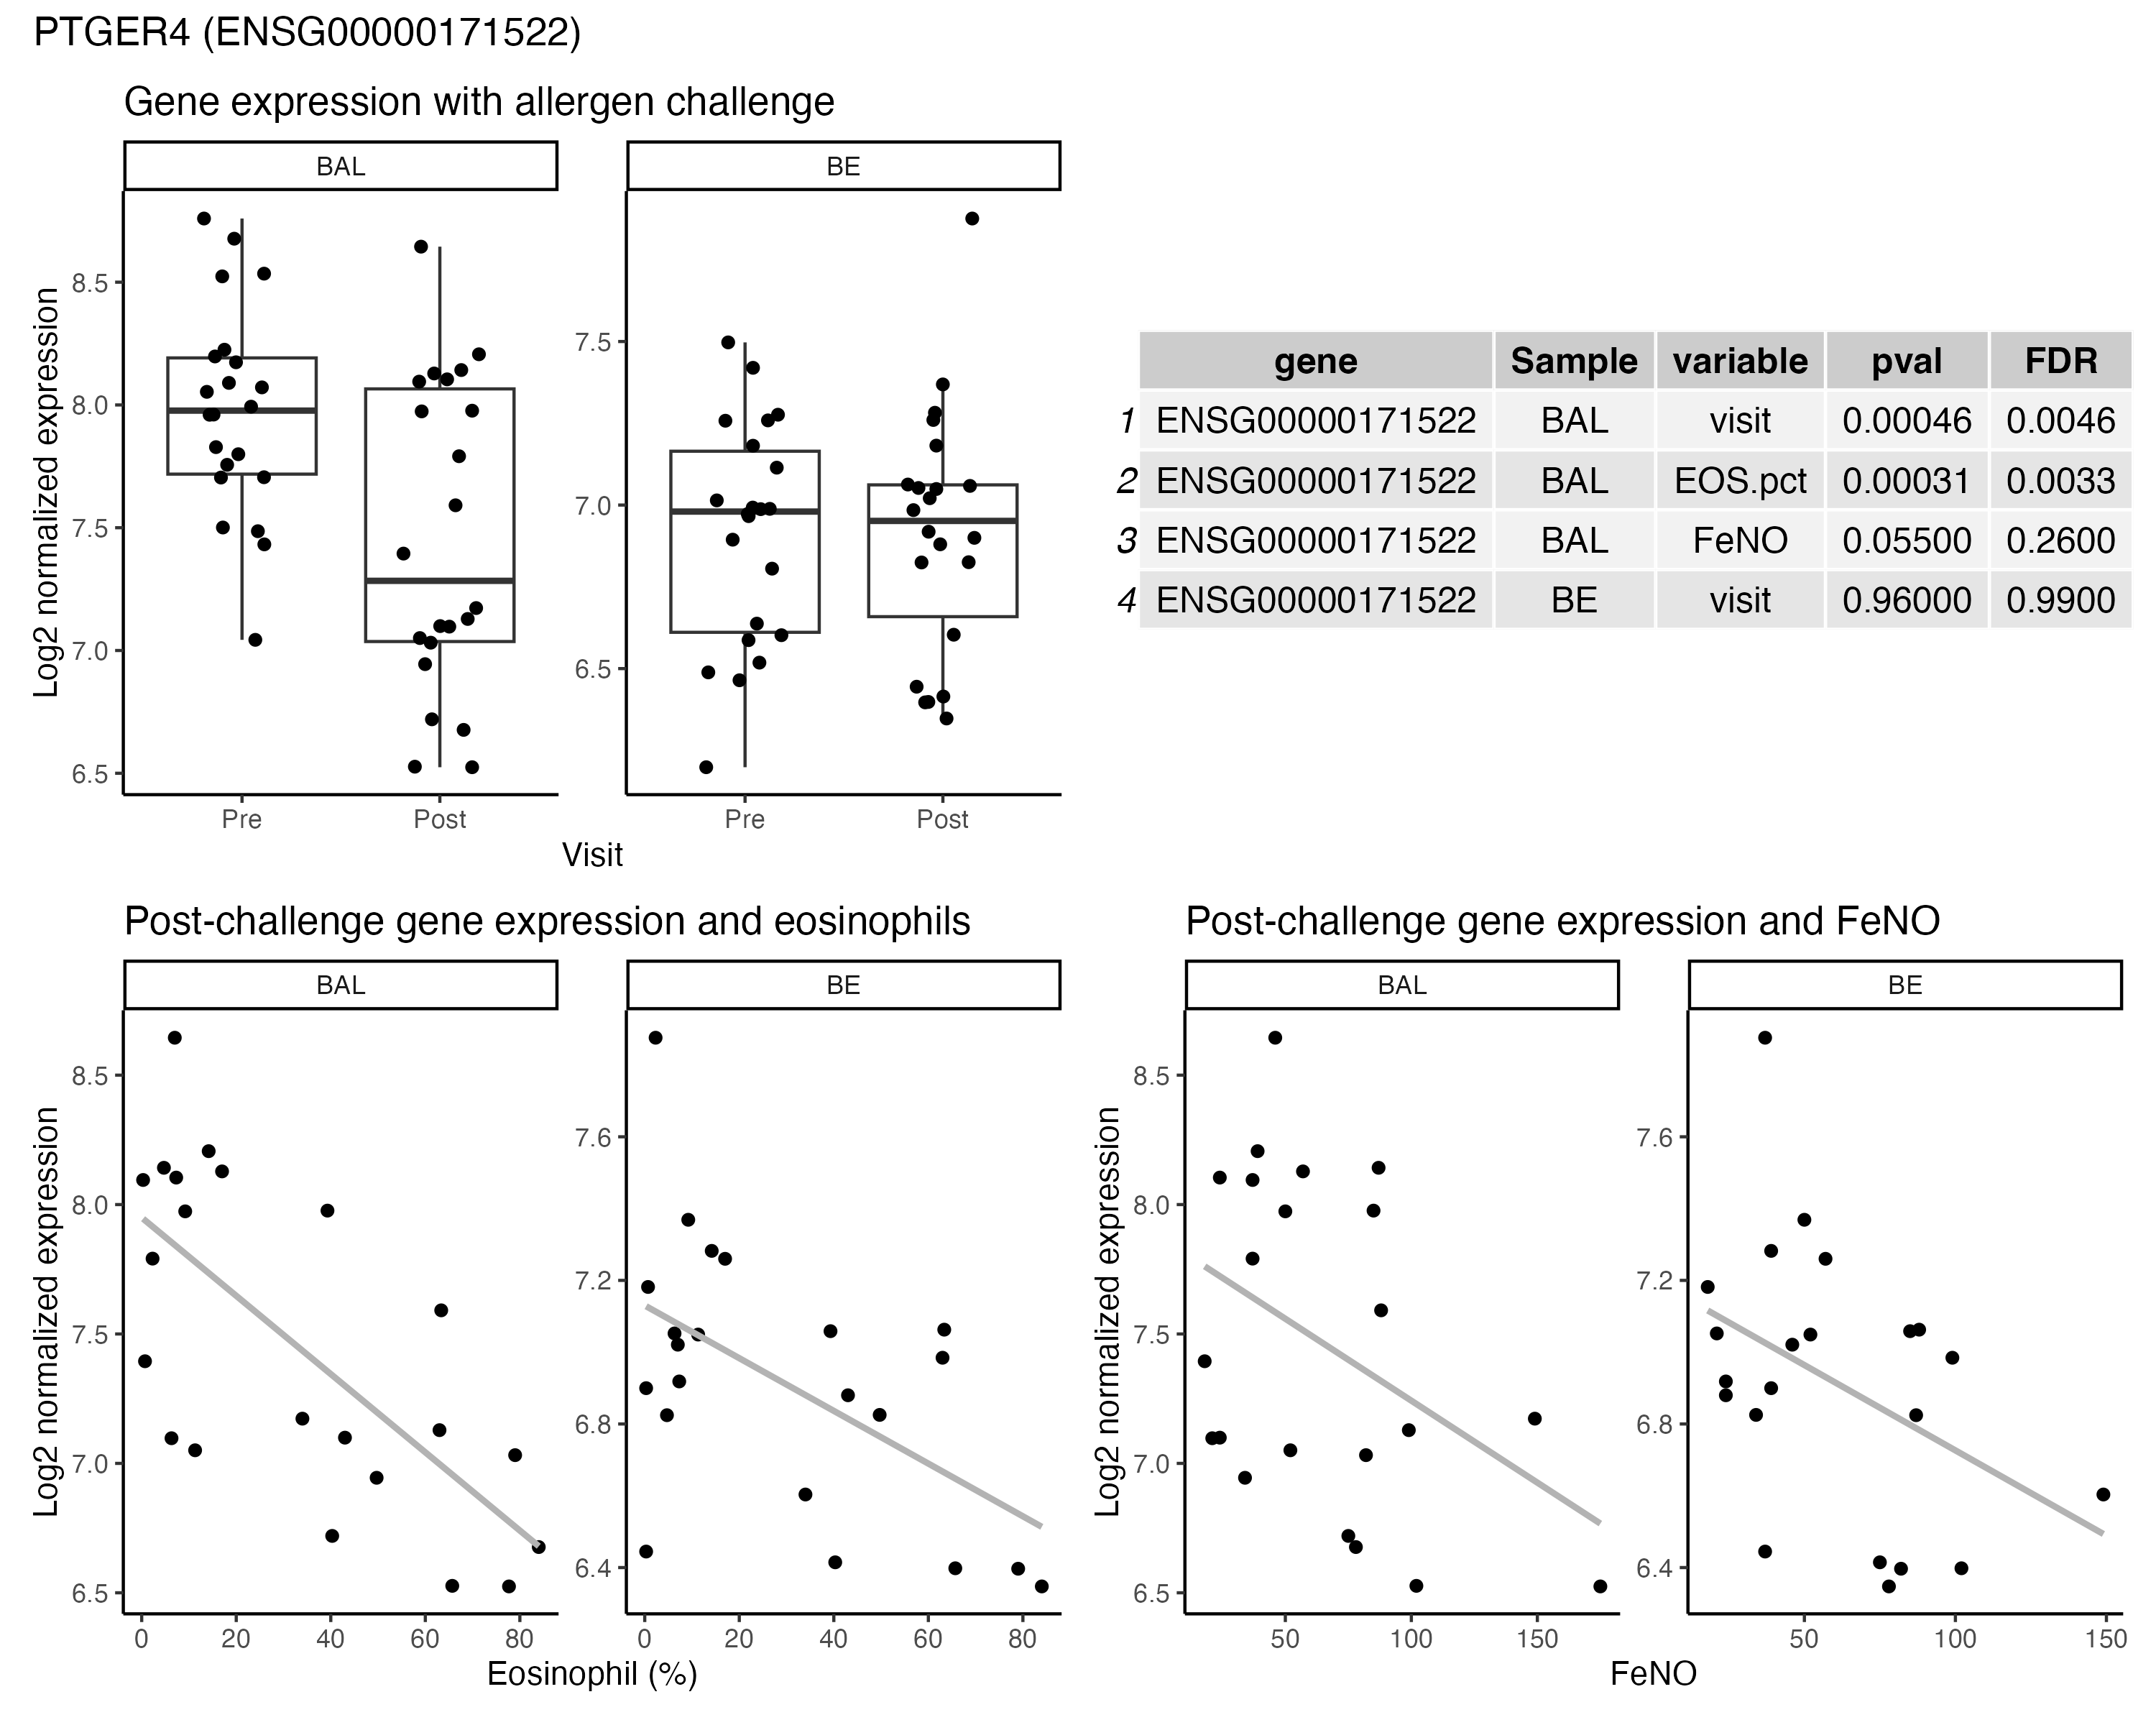 PTGER4 (ENSG00000171522)
Gene expression with allergen challenge
BAL
BE
Log2 normalized expression
8.5
8.0
7.5
7.0
6.5
7.5
7.0
6.5
Pre
Post
Pre
Post
Visit
gene Sample variable pval FDR
1 ENSG00000171522 BAL visit 0.00046 0.0046
2 ENSG00000171522 BAL EOS.pct 0.00031 0.0033
3 ENSG00000171522 BAL FeNO 0.05500 0.2600
4 ENSG00000171522 BE visit 0.96000 0.9900
Post-challenge gene expression and eosinophils
BAL
BE
Log2 normalized expression
8.5
8.0
7.5
7.0
6.5
7.6
7.2
6.8
6.4
0 20 40 60 80
0 20 40 60 80
Eosinophil (%)
Post-challenge gene expression and FeNO
BAL
BE
Log2 normalized expression
8.5
8.0
7.5
7.0
6.5
7.6
7.2
6.8
6.4
50 100 150
50 100 150
FeNO